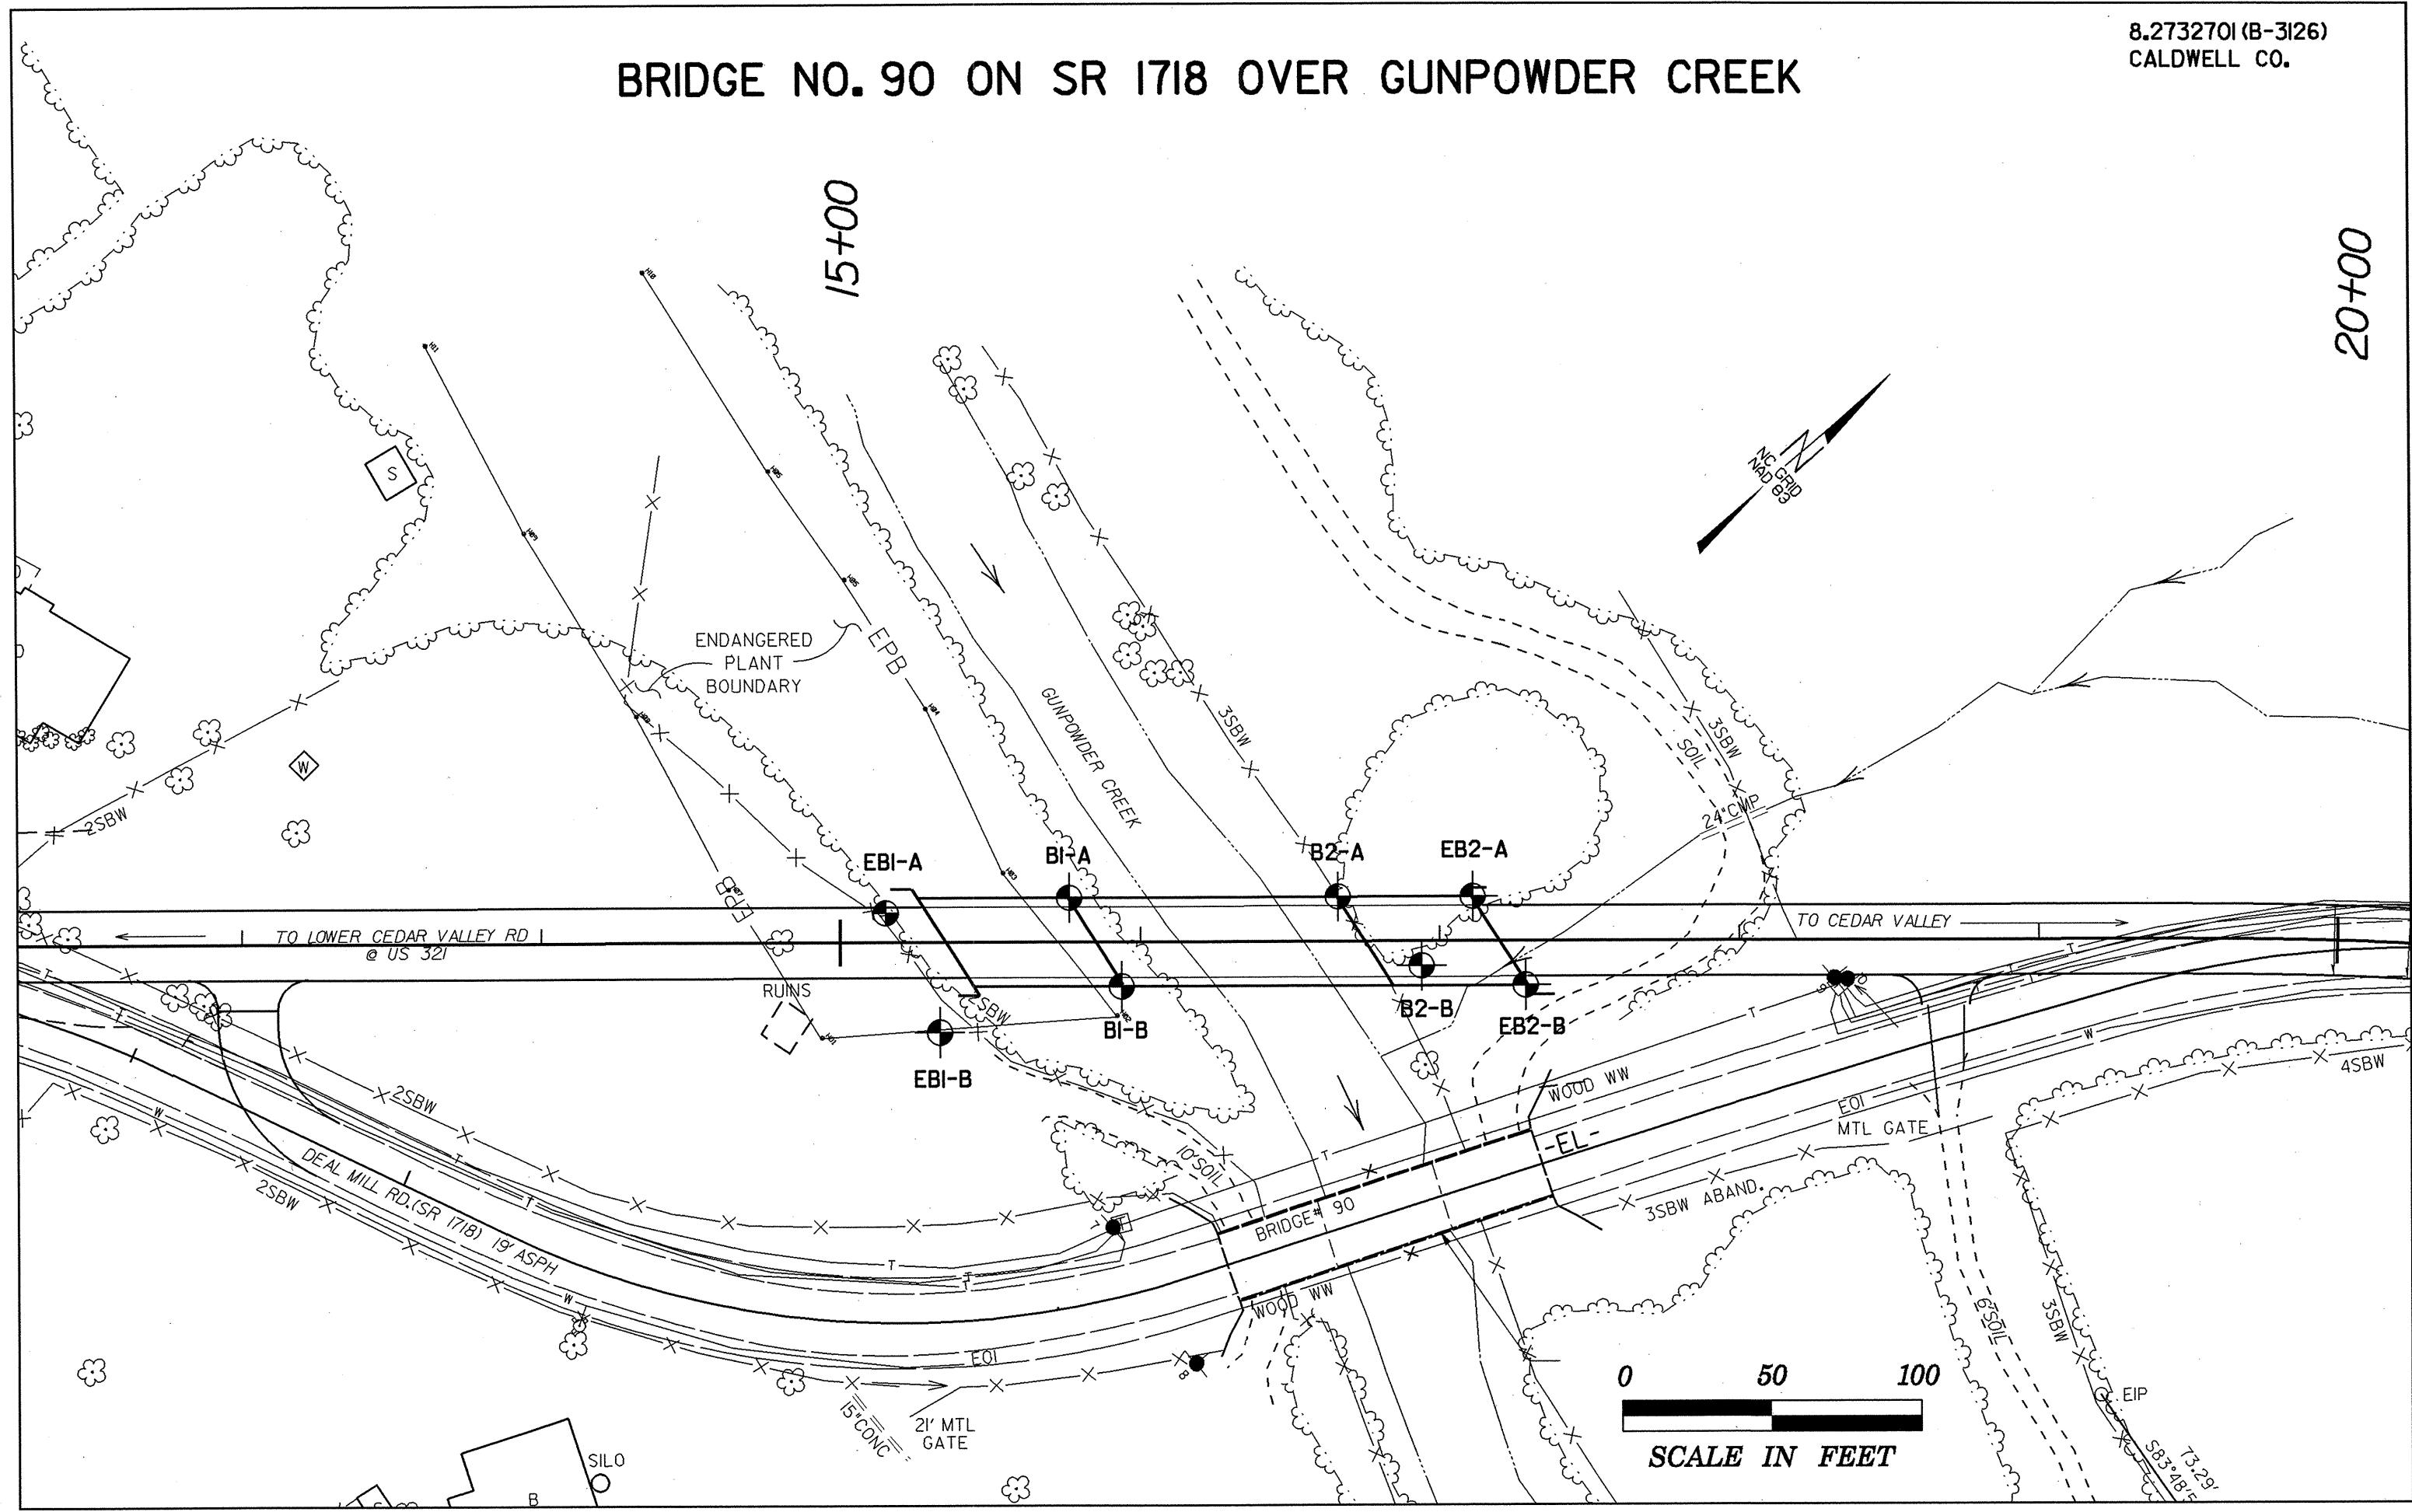 8.2732701 (B-3126)
CALDWELL CO.
BRIDGE NO. 90 ON SR 1718 OVER GUNPOWDER CREEK
15+00
20+00
NC GRID
NAD 83
S
ENDANGERED
PLANT
BOUNDARY
EPB
GUNPOWDER CREEK
3SBW
3SBW
SOIL
24" CMP
W
2SBW
EB1-A
B1-A
B2-A
EB2-A
EPB
TO LOWER CEDAR VALLEY RD
@ US 321
TO CEDAR VALLEY
RUINS
2SBW
B1-B
B2-B
EB2-B
EB1-B
WOOD WW
-EL-
EOI
MTL GATE
4SBW
2SBW
DEAL MILL RD. (SR 1718) 19' ASPH
2SBW
10' SOIL
BRIDGE# 90
3SBW ABAND.
WOOD WW
EOI
15" CONC
21' MTL
GATE
SILO
B
6' SOIL
3SBW
EIP
73.29'
0 50 100
SCALE IN FEET